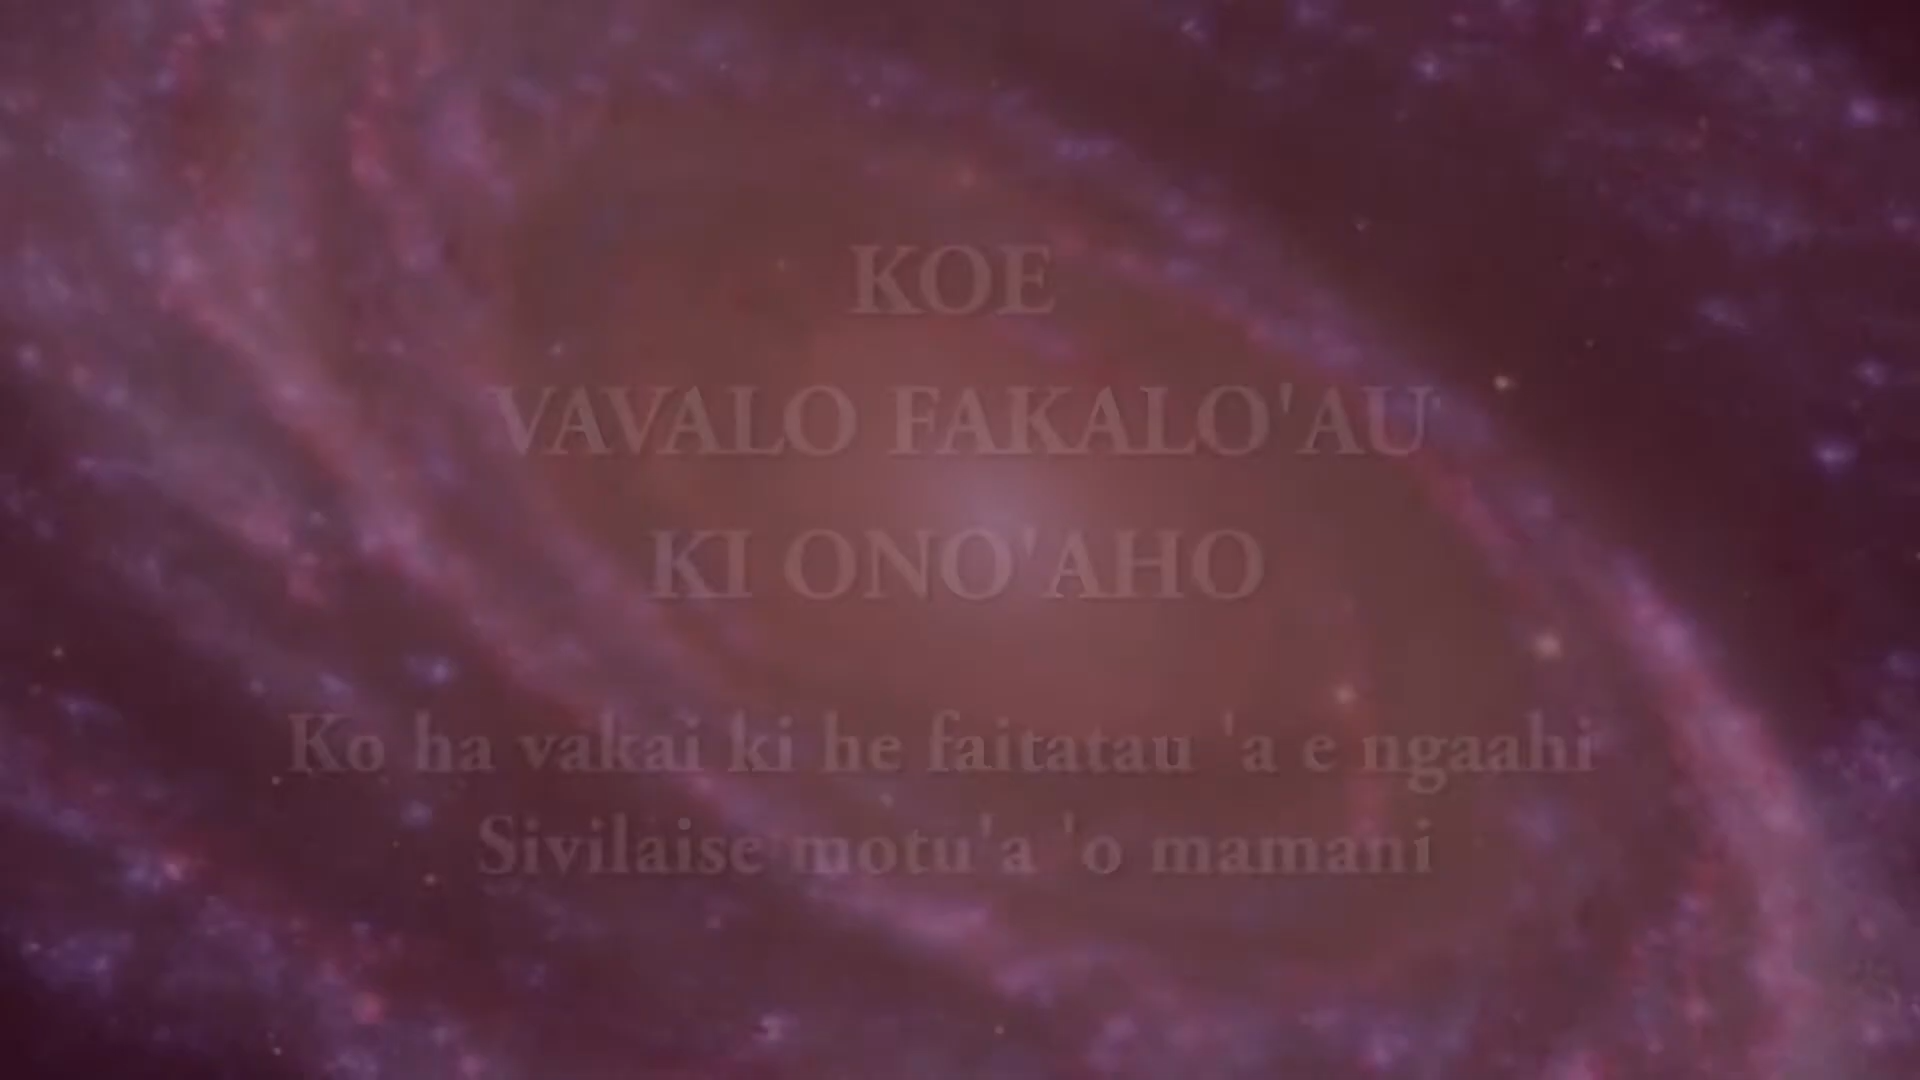 KOE
VAVALO FAKALO'AU
KI ONO'AHO
Ko ha vakai ki he faitatau 'a e ngaahi
Sivilaise motu'a 'o mamani